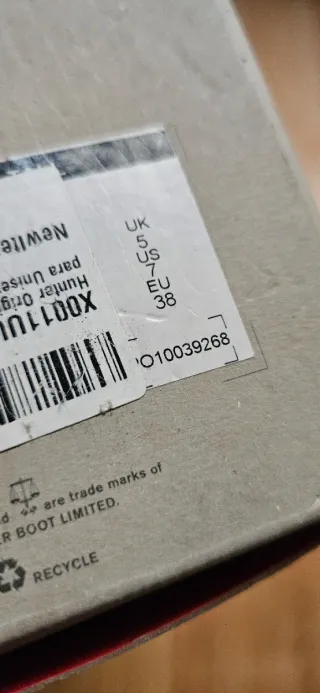 UK
5
US
7
EU
38
PO10039268
NewIte
para Unise
Hunter Orig
X0011U
are trade marks of
R BOOT LIMITED.
RECYCLE